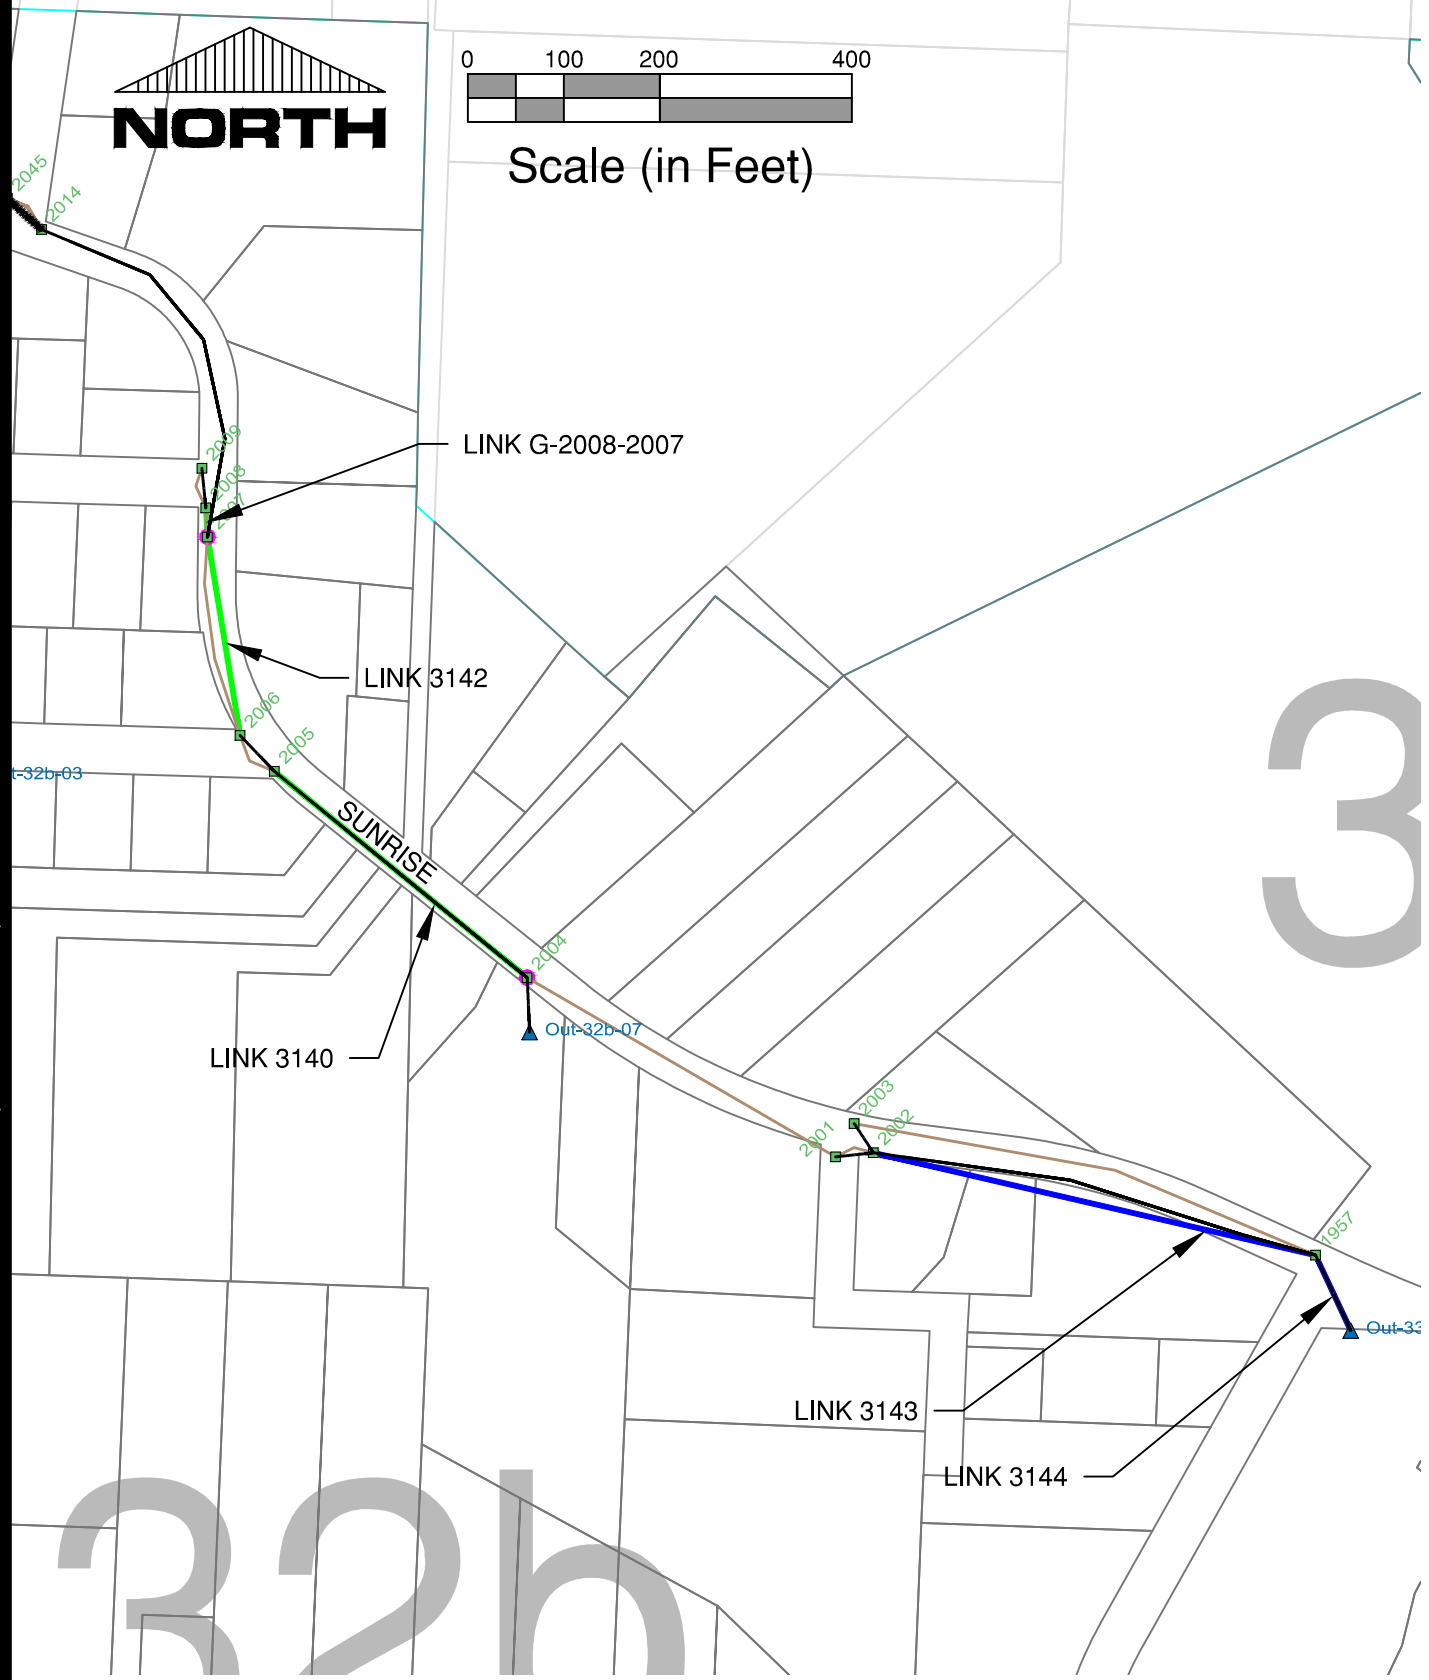 0 100 200 400
NORTH
Scale (in Feet)
2045
2014
2009
LINK G-2008-2007
2008
2007
LINK 3142
2006
2005
t-32b-03
3
SUNRISE
2004
Out-32b-07
LINK 3140
2003
2002
2001
1957
Out-33
LINK 3143
LINK 3144
32b